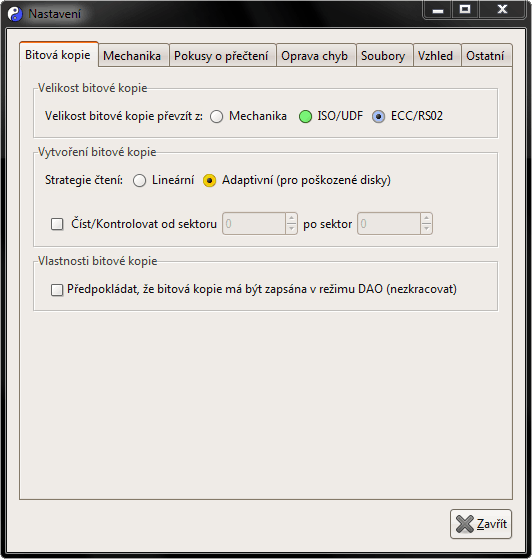 Nastavení
Bitová kopie Mechanika Pokusy o přečtení Oprava chyb Soubory Vzhled Ostatní
Velikost bitové kopie
Velikost bitové kopie převzít z: Mechanika ISO/UDF ECC/RS02
Vytvoření bitové kopie
Strategie čtení: Lineární Adaptivní (pro poškozené disky)
Číst/Kontrolovat od sektoru 0 po sektor 0
Vlastnosti bitové kopie
Předpokládat, že bitová kopie má být zapsána v režimu DAO (nezkracovat)
Zavřít